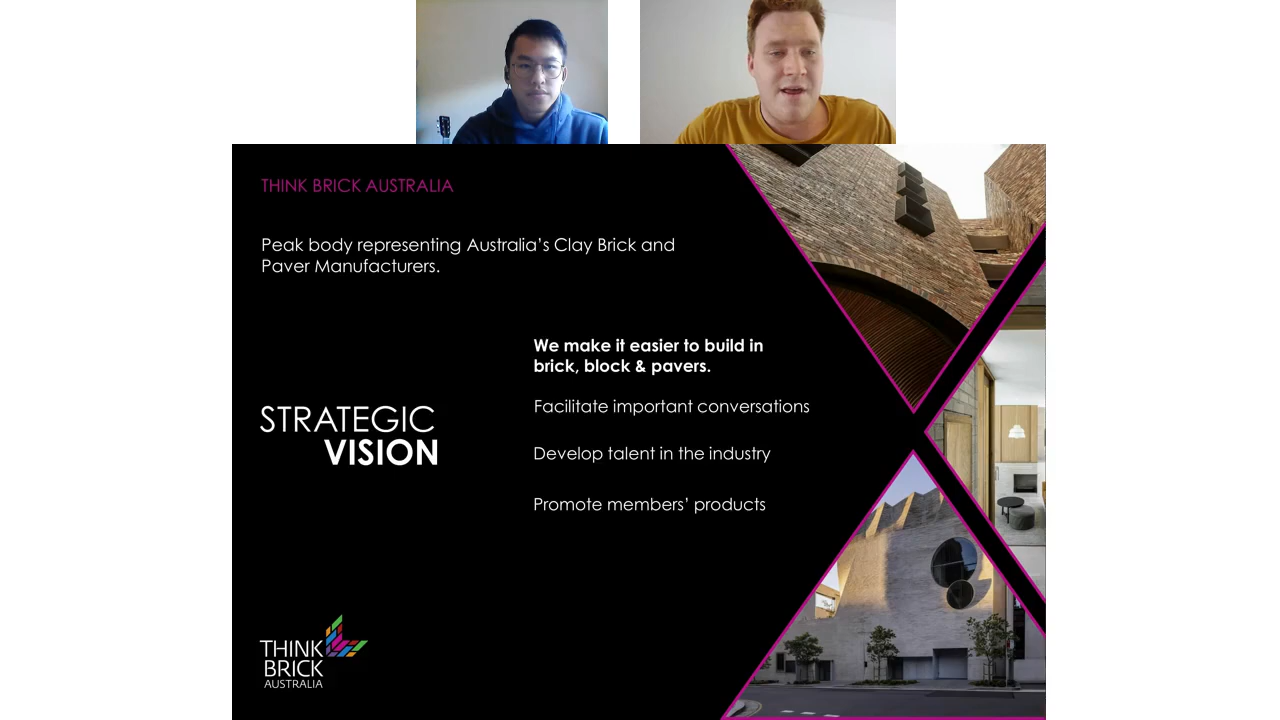 THINK BRICK AUSTRALIA
Peak body representing Australia's Clay Brick and
Paver Manufacturers.
We make it easier to build in
brick, block & pavers.
Facilitate important conversations
STRATEGIC
VISION
Develop talent in the industry
Promote members' products
THINK
BRICK
AUSTRALIA